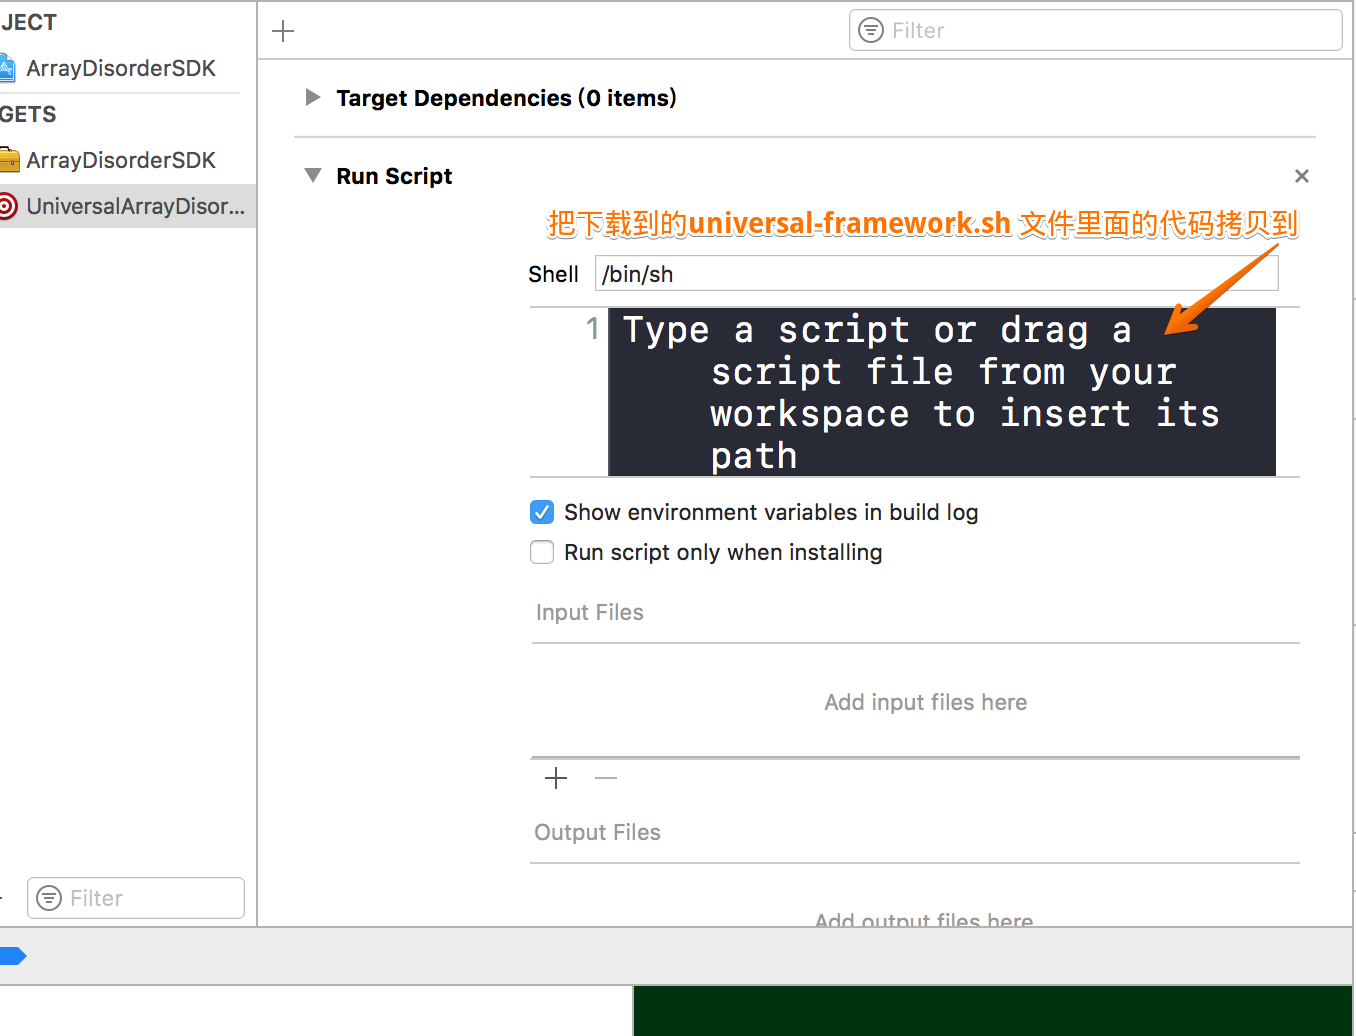 JECT
ArrayDisorderSDK
GETS
ArrayDisorderSDK
UniversalArrayDisor...
Filter
Filter
Target Dependencies (0 items)
Run Script
把下载到的universal-framework.sh 文件里面的代码拷贝到
Shell /bin/sh
1 Type a script or drag a
script file from your
workspace to insert its
path
Show environment variables in build log
Run script only when installing
Input Files
Add input files here
Output Files
Add output files here